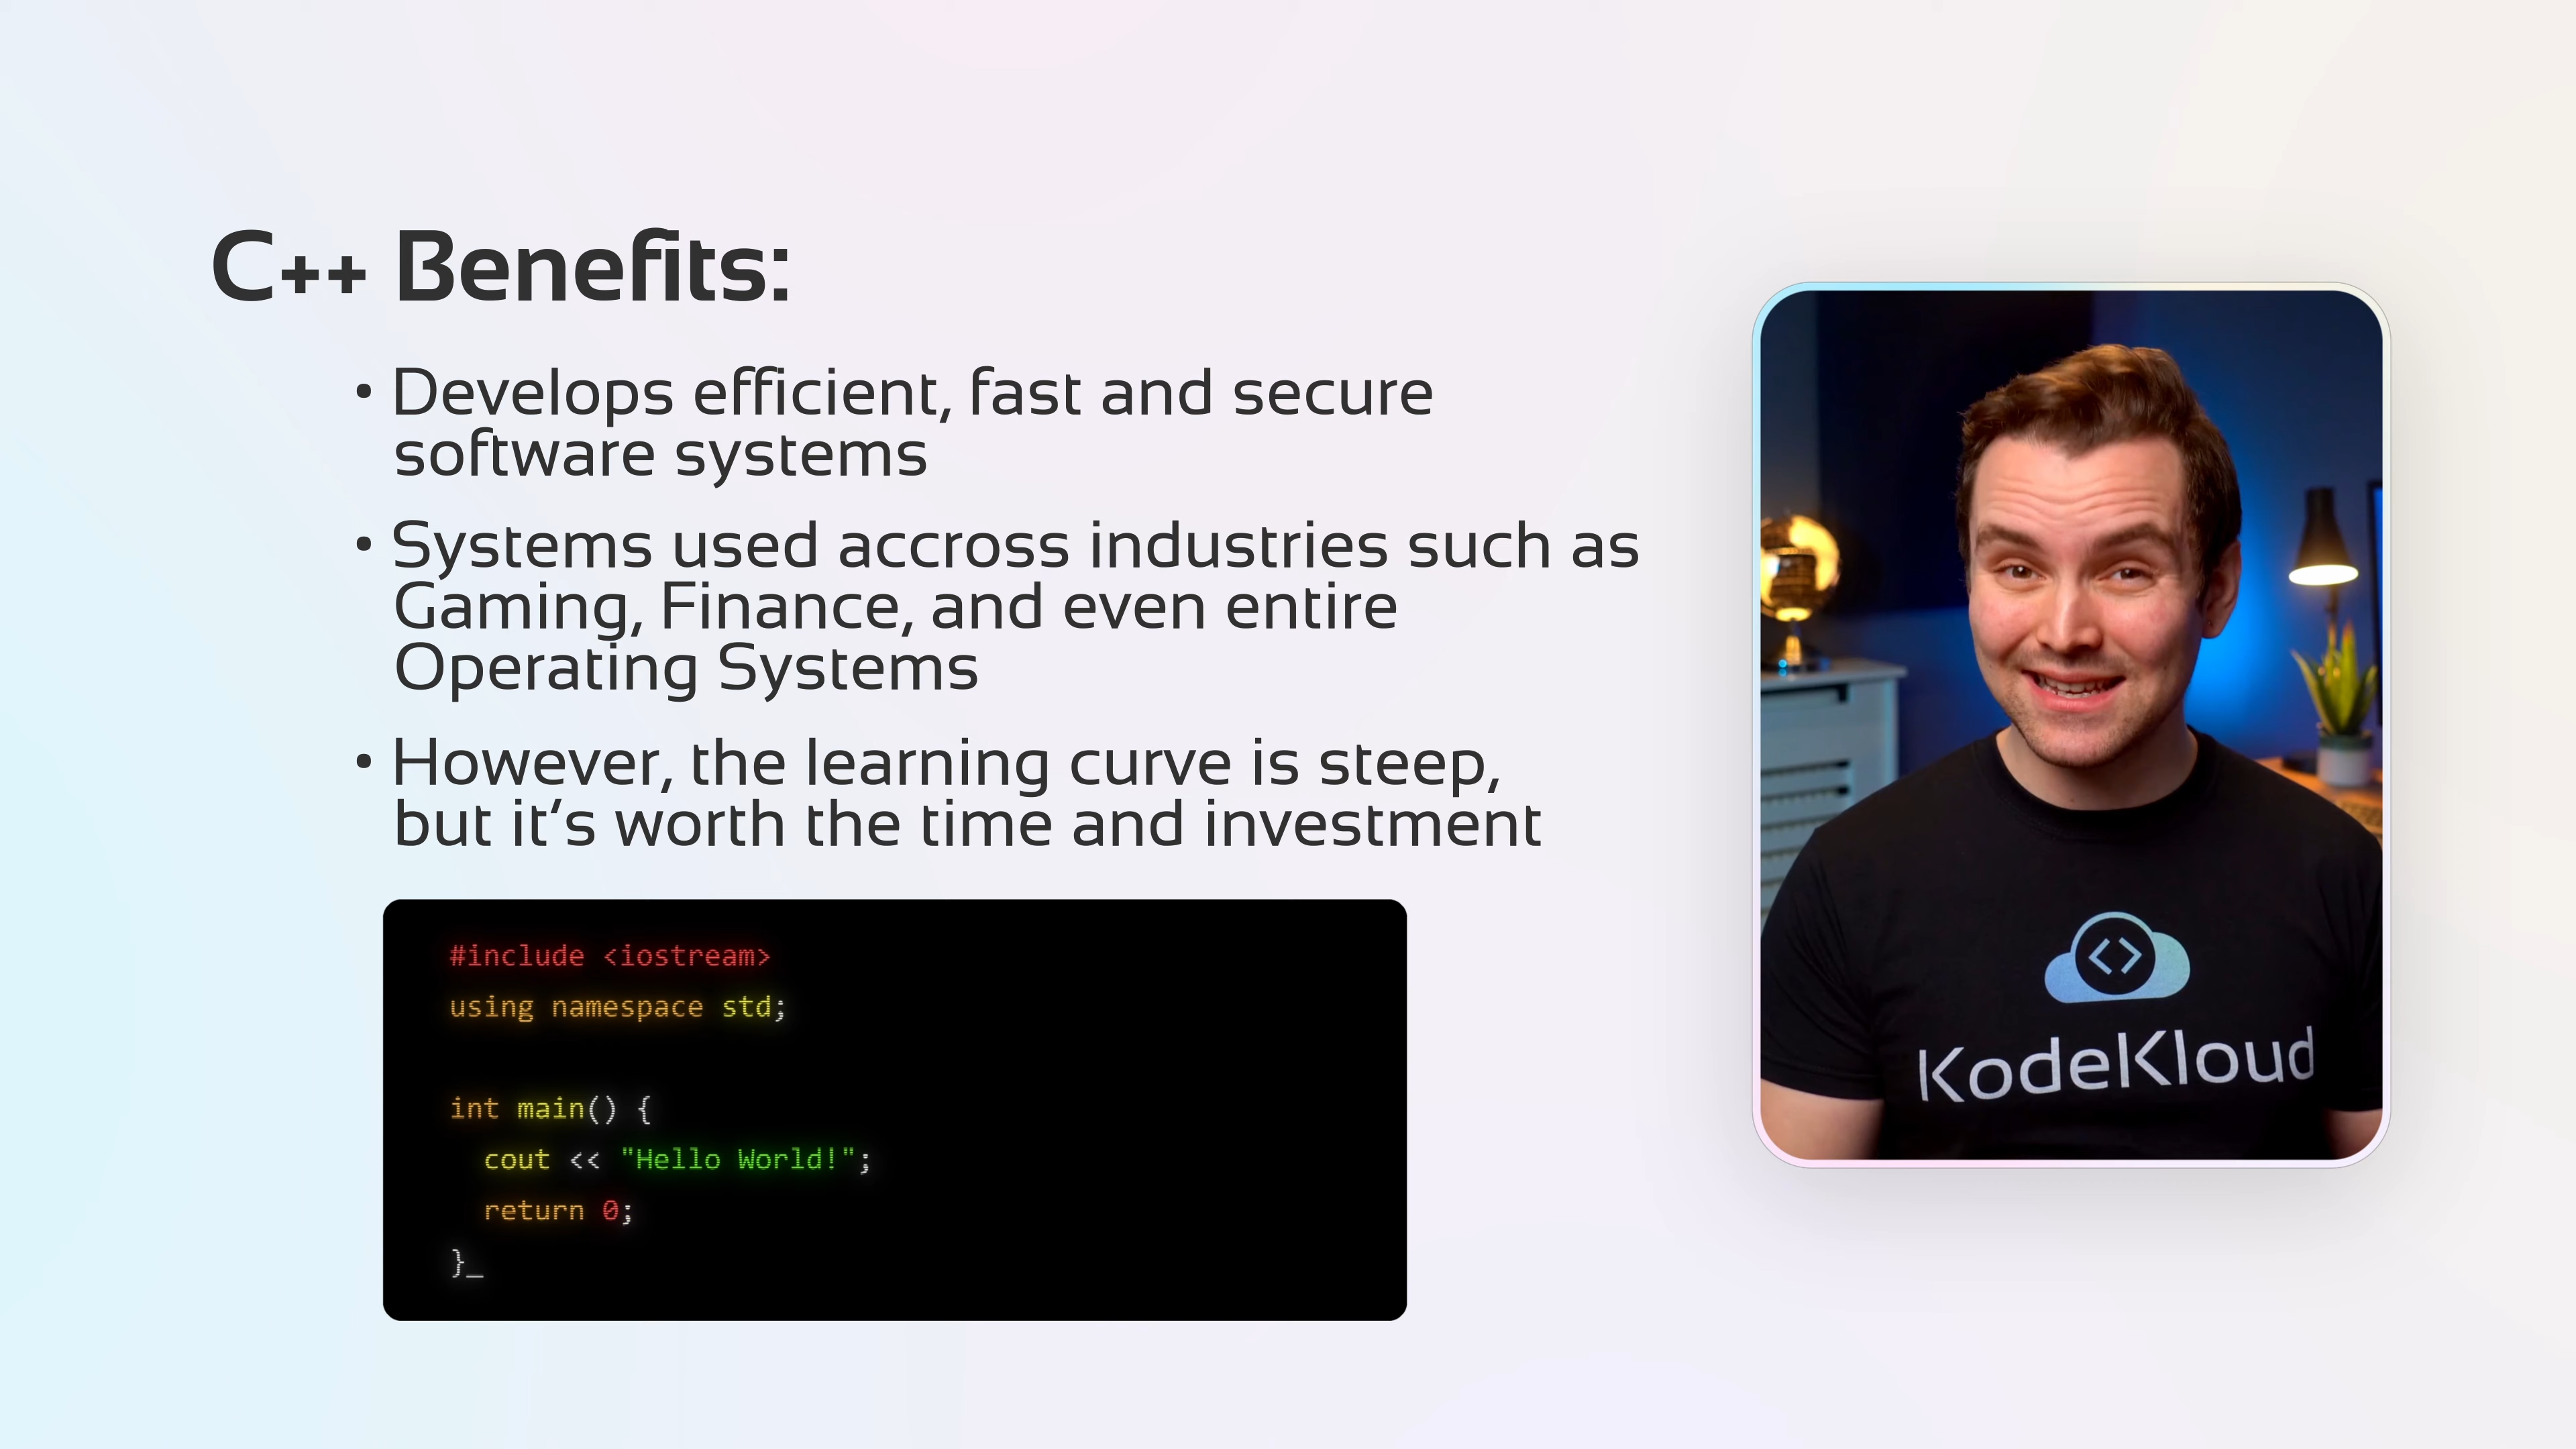 C++ Benefits:
• Develops efficient, fast and secure
software systems
• Systems used accross industries such as
Gaming, Finance, and even entire
Operating Systems
• However, the learning curve is steep,
but it's worth the time and investment
#include <iostream>
using namespace std;
int main() {
  cout << "Hello World!";
  return 0;
}_
KodeKloud